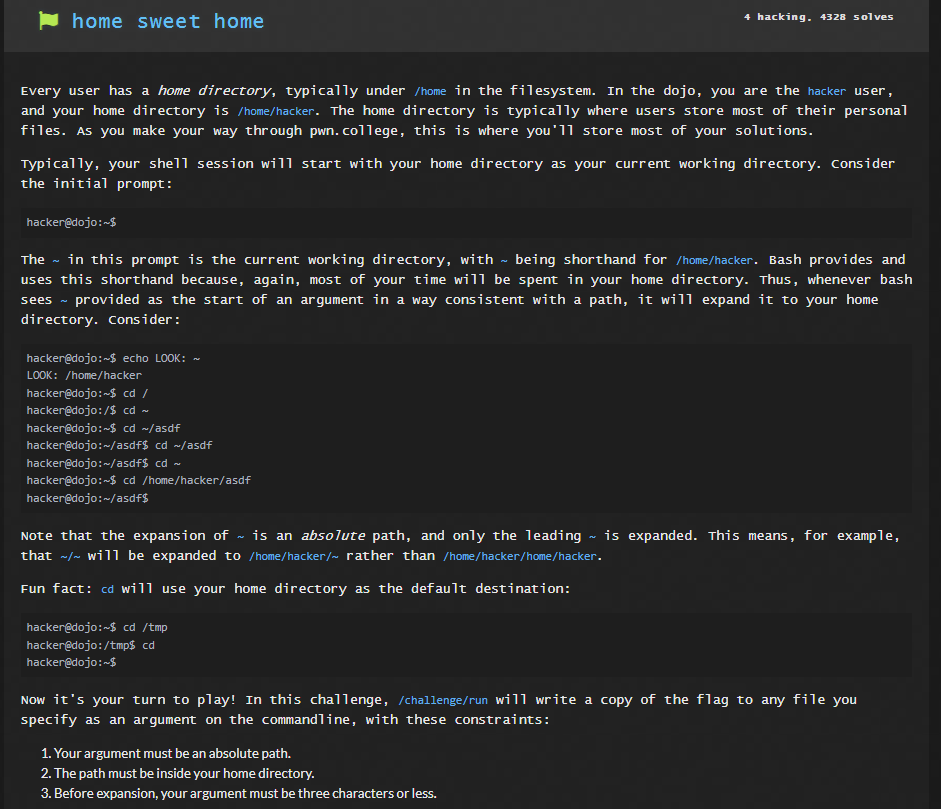 home sweet home
4 hacking, 4328 solves
Every user has a home directory, typically under /home in the filesystem. In the dojo, you are the hacker user,
and your home directory is /home/hacker. The home directory is typically where users store most of their personal
files. As you make your way through pwn.college, this is where you'll store most of your solutions.
Typically, your shell session will start with your home directory as your current working directory. Consider
the initial prompt:
hacker@dojo:~$
The ~ in this prompt is the current working directory, with ~ being shorthand for /home/hacker. Bash provides and
uses this shorthand because, again, most of your time will be spent in your home directory. Thus, whenever bash
sees ~ provided as the start of an argument in a way consistent with a path, it will expand it to your home
directory. Consider:
hacker@dojo:~$ echo LOOK: ~
LOOK: /home/hacker
hacker@dojo:~$ cd /
hacker@dojo:/$ cd ~
hacker@dojo:~$ cd ~/asdf
hacker@dojo:~/asdf$ cd ~/asdf
hacker@dojo:~/asdf$ cd ~
hacker@dojo:~$ cd /home/hacker/asdf
hacker@dojo:~/asdf$
Note that the expansion of ~ is an absolute path, and only the leading ~ is expanded. This means, for example,
that ~/~ will be expanded to /home/hacker/~ rather than /home/hacker/home/hacker.
Fun fact: cd will use your home directory as the default destination:
hacker@dojo:~$ cd /tmp
hacker@dojo:/tmp$ cd
hacker@dojo:~$
Now it's your turn to play! In this challenge, /challenge/run will write a copy of the flag to any file you
specify as an argument on the commandline, with these constraints:
1. Your argument must be an absolute path.
2. The path must be inside your home directory.
3. Before expansion, your argument must be three characters or less.